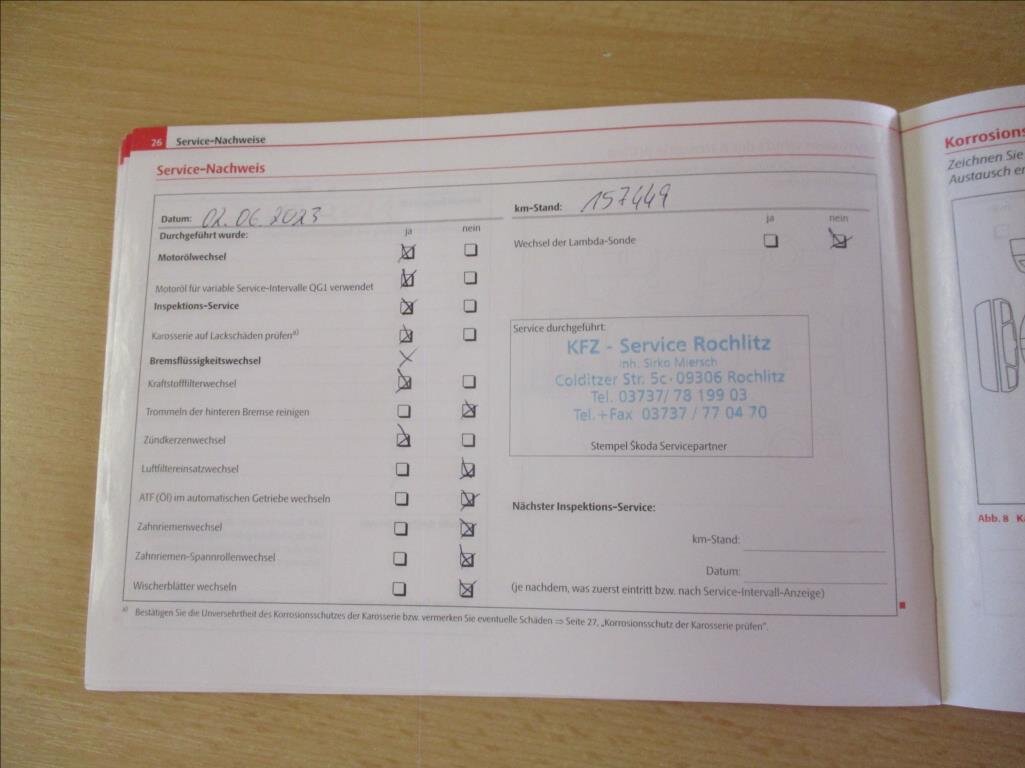 26 Service-Nachweise
Service-Nachweis
Datum: 02.06.2023
km-Stand: 157449
Durchgeführt wurde: ja nein
ja nein
Motorölwechsel
Wechsel der Lambda-Sonde
Motoröl für variable Service-Intervalle QG1 verwendet
Inspektions-Service
Karosserie auf Lackschäden prüfen a)
Bremsflüssigkeitswechsel
Kraftstofffilterwechsel
Trommeln der hinteren Bremse reinigen
Zündkerzenwechsel
Luftfiltereinsatzwechsel
ATF (Öl) im automatischen Getriebe wechseln
Zahnriemenwechsel
Zahnriemen-Spannrollenwechsel
Wischerblätter wechseln
Service durchgeführt:
KFZ - Service Rochlitz
Inh. Sirko Miersch
Colditzer Str. 5c · 09306 Rochlitz
Tel. 03737/ 78 199 03
Tel. + Fax 03737 / 77 04 70
Stempel Škoda Servicepartner
Nächster Inspektions-Service:
km-Stand:
Datum:
(je nachdem, was zuerst eintritt bzw. nach Service-Intervall-Anzeige)
a) Bestätigen Sie die Unversehrtheit des Korrosionsschutzes der Karosserie bzw. vermerken Sie eventuelle Schäden ⇒ Seite 27, „Korrosionsschutz der Karosserie prüfen“.
Korrosions
Zeichnen Sie
Austausch er
Abb. 8 Ka